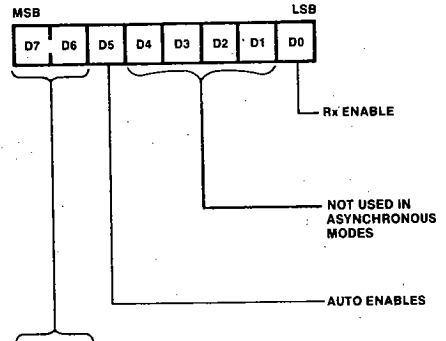 MSB LSB
D7 D6 D5 D4 D3 D2 D1 D0
Rx ENABLE
NOT USED IN
ASYNCHRONOUS
MODES
AUTO ENABLES